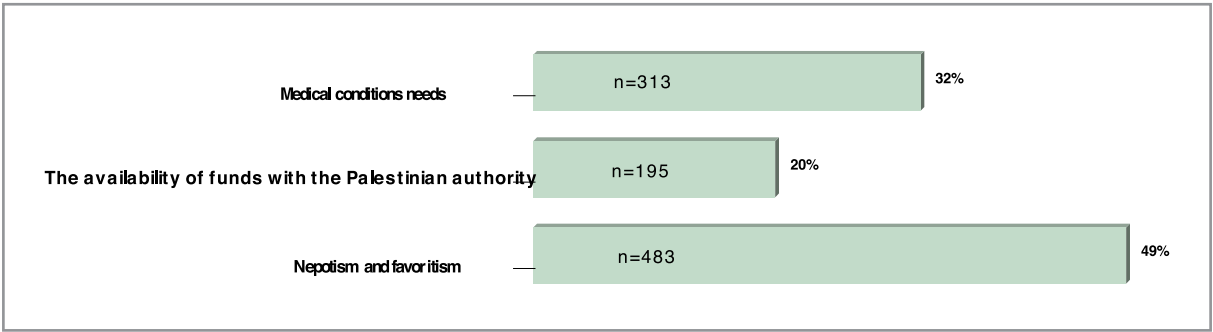 n=313
32%
Medical conditions needs
n=195
20%
The availability of funds with the Palestinian authority
n=483
49%
Nepotism and favoritism